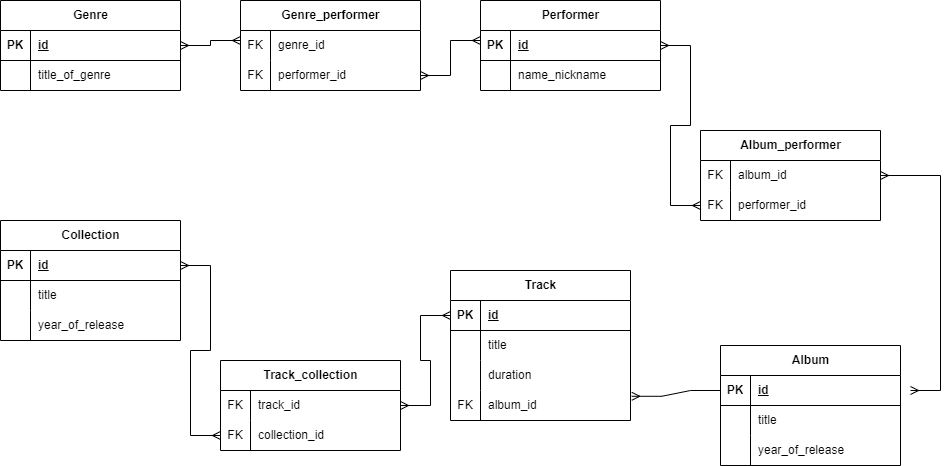 Genre
PK id
title_of_genre
Genre_performer
FK genre_id
FK performer_id
Performer
PK id
name_nickname
Album_performer
FK album_id
FK performer_id
Collection
PK id
title
year_of_release
Track_collection
FK track_id
FK collection_id
Track
PK id
title
duration
FK album_id
Album
PK id
title
year_of_release